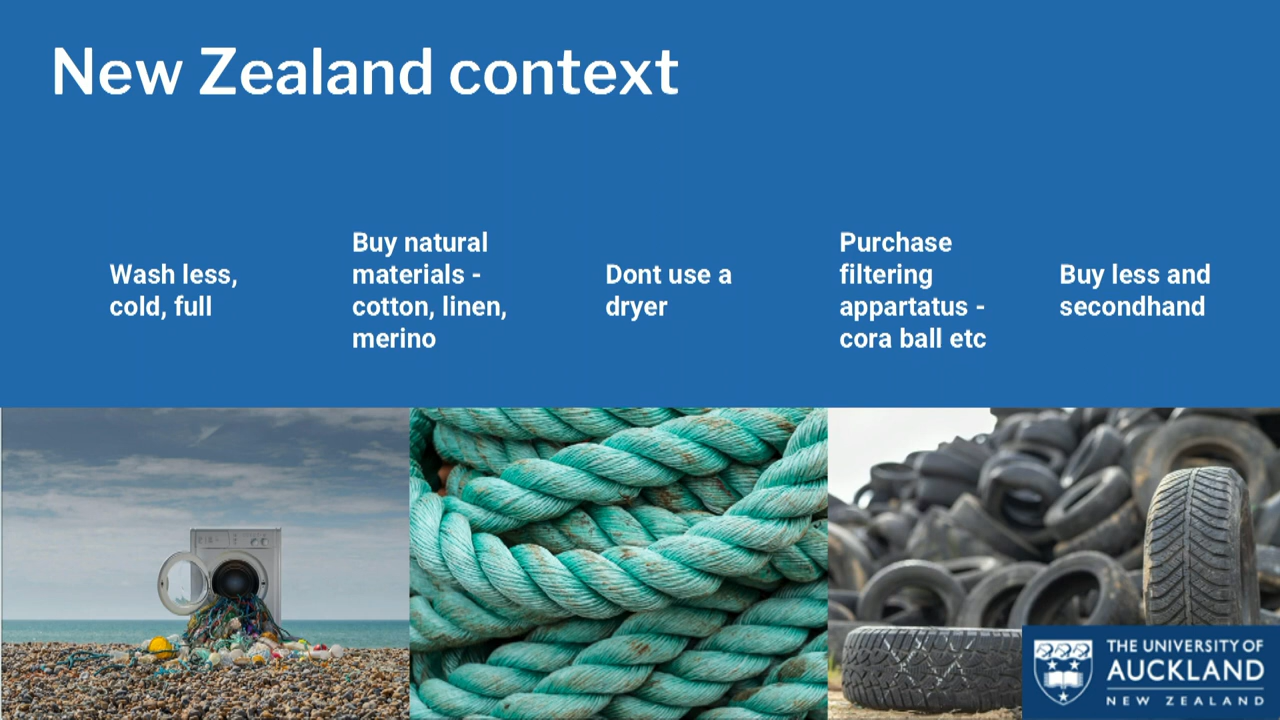 New Zealand context
Wash less,
cold, full
Buy natural
materials -
cotton, linen,
merino
Dont use a
dryer
Purchase
filtering
appartatus -
cora ball etc
Buy less and
secondhand
THE UNIVERSITY OF
AUCKLAND
NEW ZEALAND